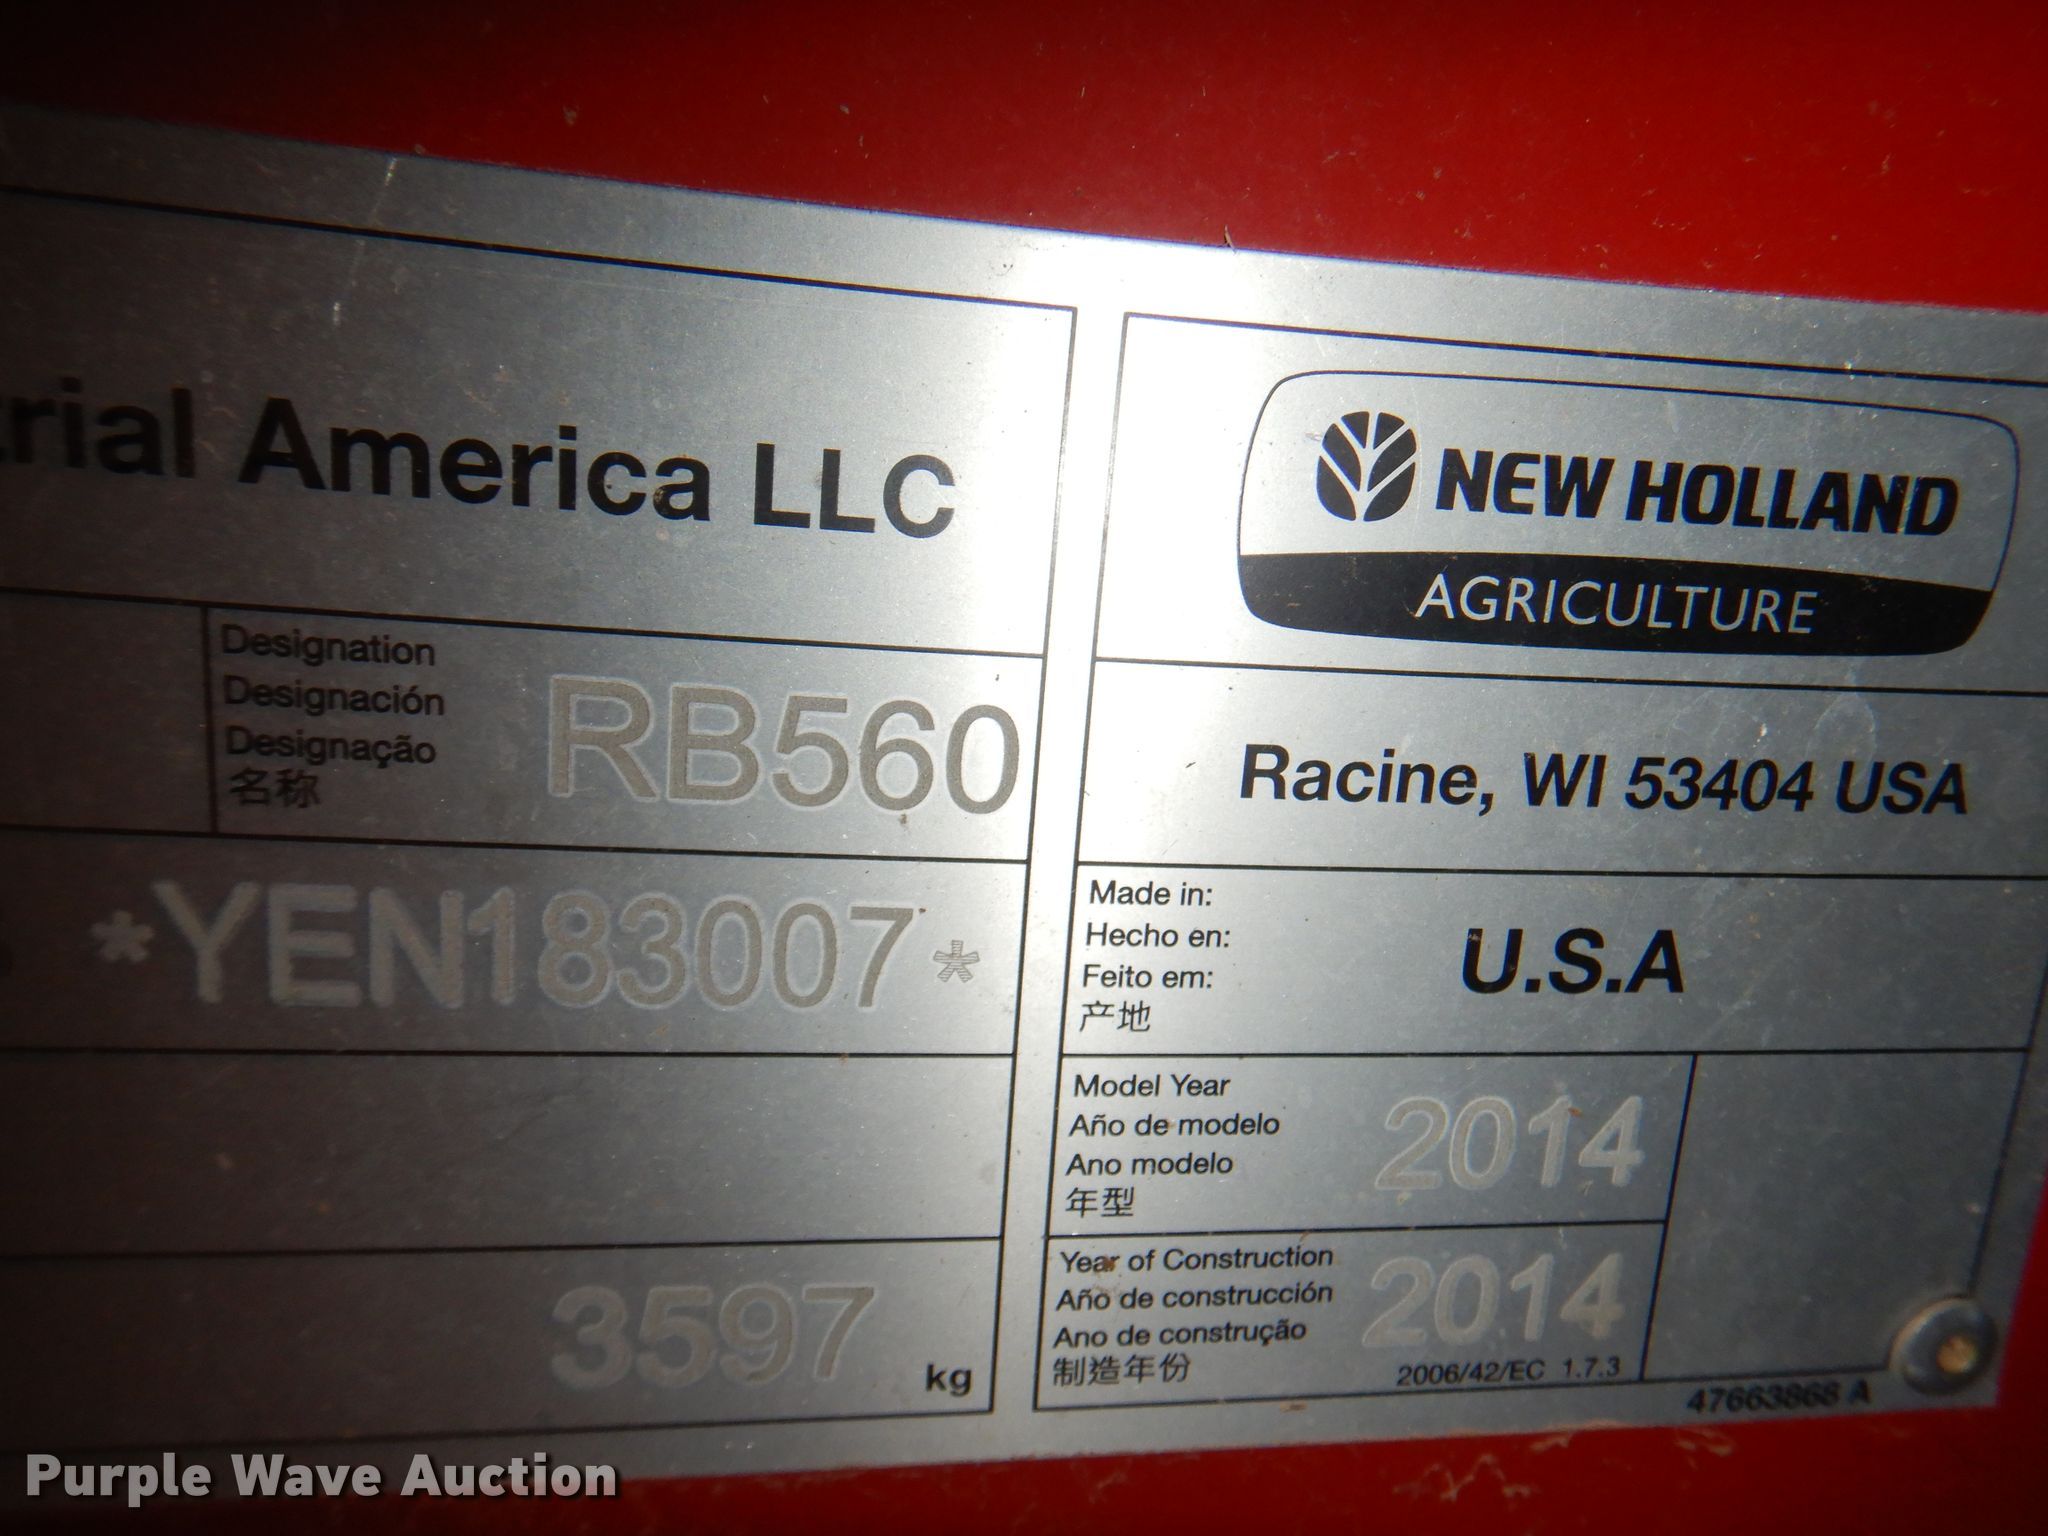 trial America LLC
Designation
Designación
Designação
名称
RB560
*YEN183007*
3597
kg
NEW HOLLAND
AGRICULTURE
Racine, WI 53404 USA
Made in:
Hecho en:
Feito em:
产地
U.S.A
Model Year
Año de modelo
Ano modelo
年型
2014
Year of Construction
Año de construcción
Ano de construção
制造年份
2014
2006/42/EC 1.7.3
47663868 A
Purple Wave Auction